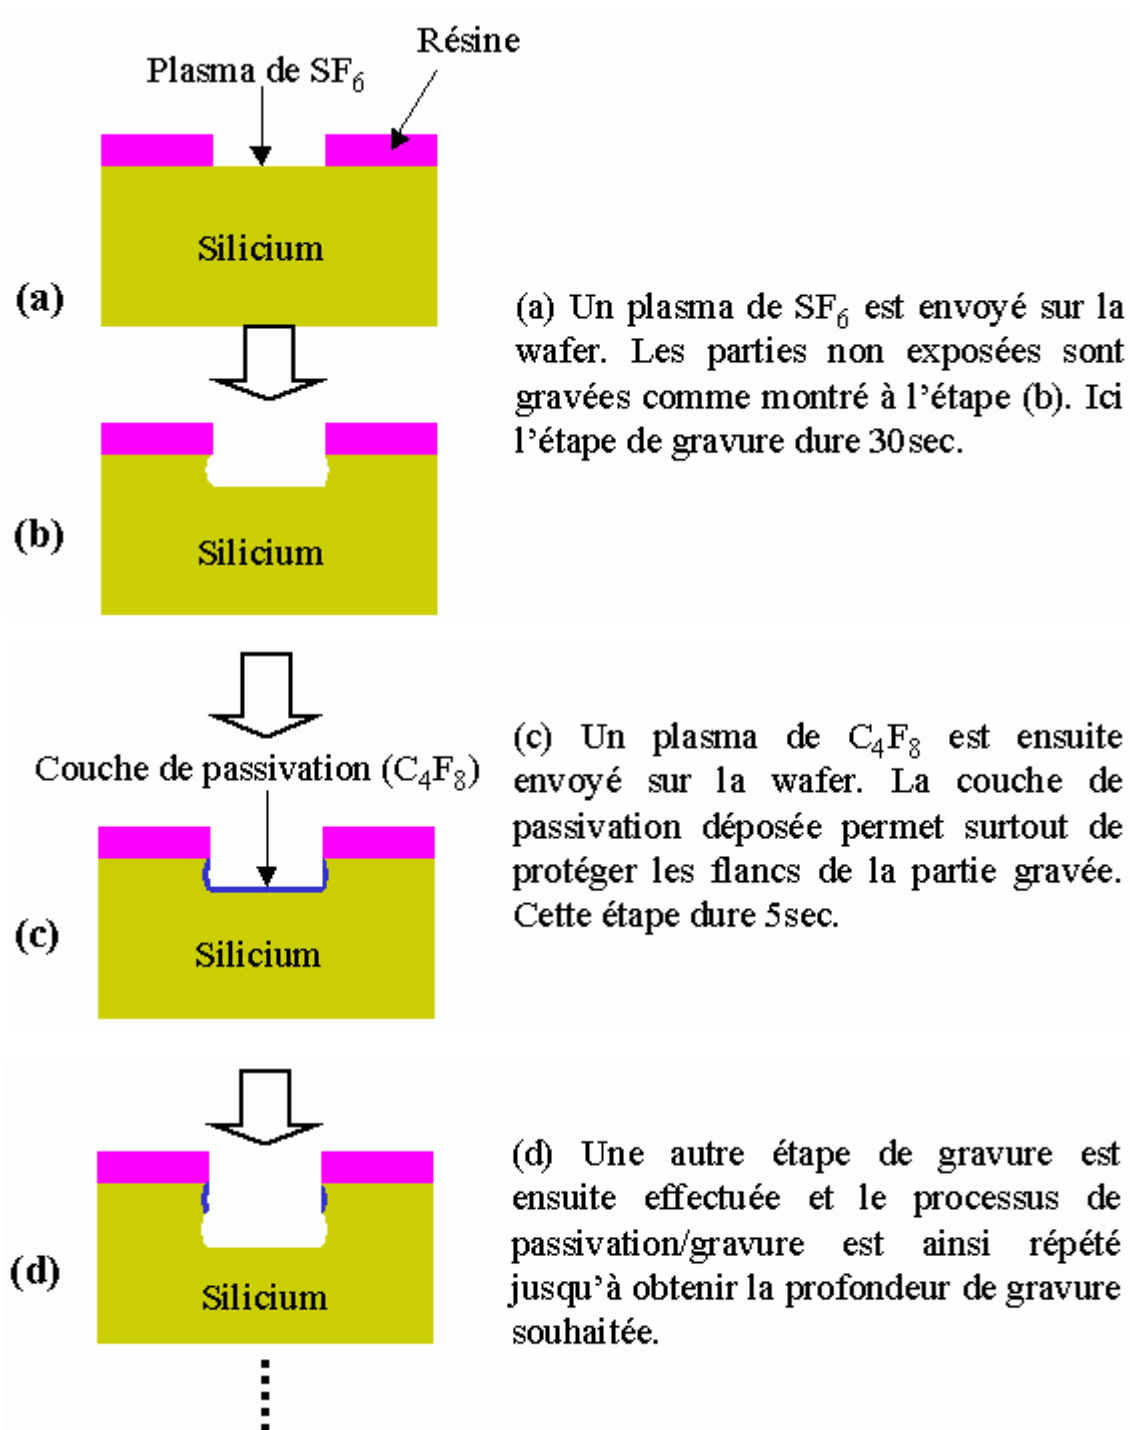 Résine
Plasma de SF₆
Silicium
(a)
(a) Un plasma de SF₆ est envoyé sur la
wafer. Les parties non exposées sont
gravées comme montré à l’étape (b). Ici
l’étape de gravure dure 30sec.
(b)
Silicium
Couche de passivation (C₄F₈)
(c) Un plasma de C₄F₈ est ensuite
envoyé sur la wafer. La couche de
passivation déposée permet surtout de
protéger les flancs de la partie gravée.
Cette étape dure 5sec.
(c)
Silicium
(d) Une autre étape de gravure est
ensuite effectuée et le processus de
passivation/gravure est ainsi répété
jusqu’à obtenir la profondeur de gravure
souhaitée.
(d)
Silicium